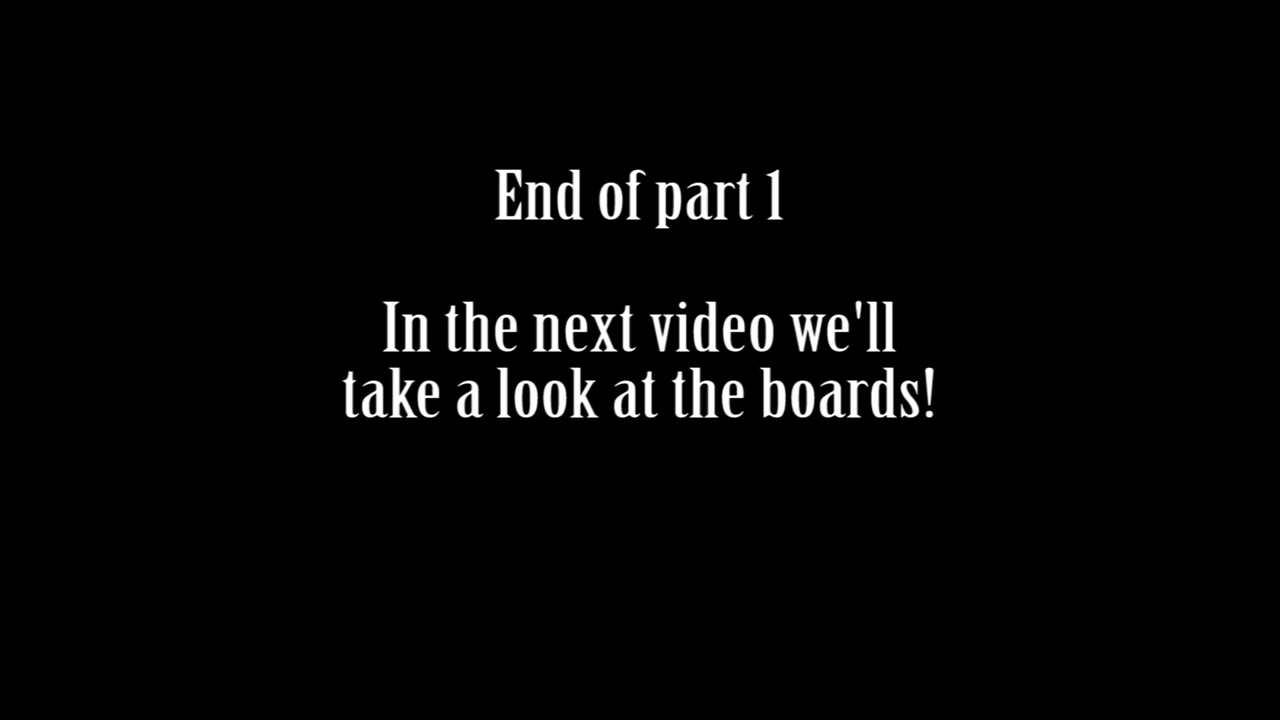 End of part 1
In the next video we'll
take a look at the boards!